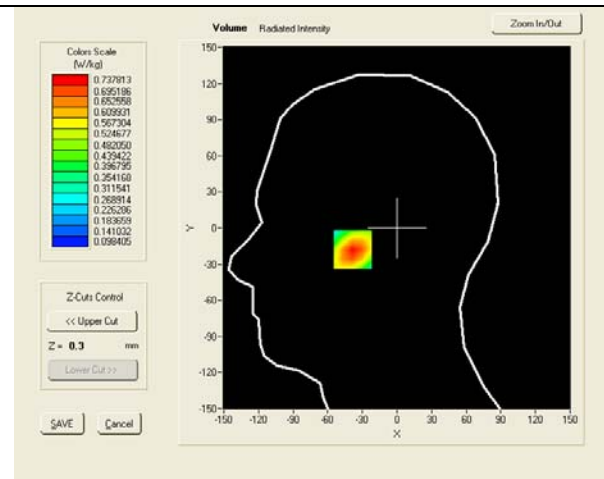 Volume Radiated Intensity
Zoom In/Out
Colors Scale
(W/kg)
0.737813
0.695186
0.652558
0.609931
0.567304
0.524677
0.482050
0.439422
0.396795
0.354168
0.311541
0.268914
0.226286
0.183659
0.141032
0.098405
Z-Cuts Control
<< Upper Cut
Z = 0.3 mm
Lower Cut >>
SAVE Cancel
150
120
90
60
30
0
-30
-60
-90
-120
-150
Y
-150 -120 -90 -60 -30 0 30 60 90 120 150
X